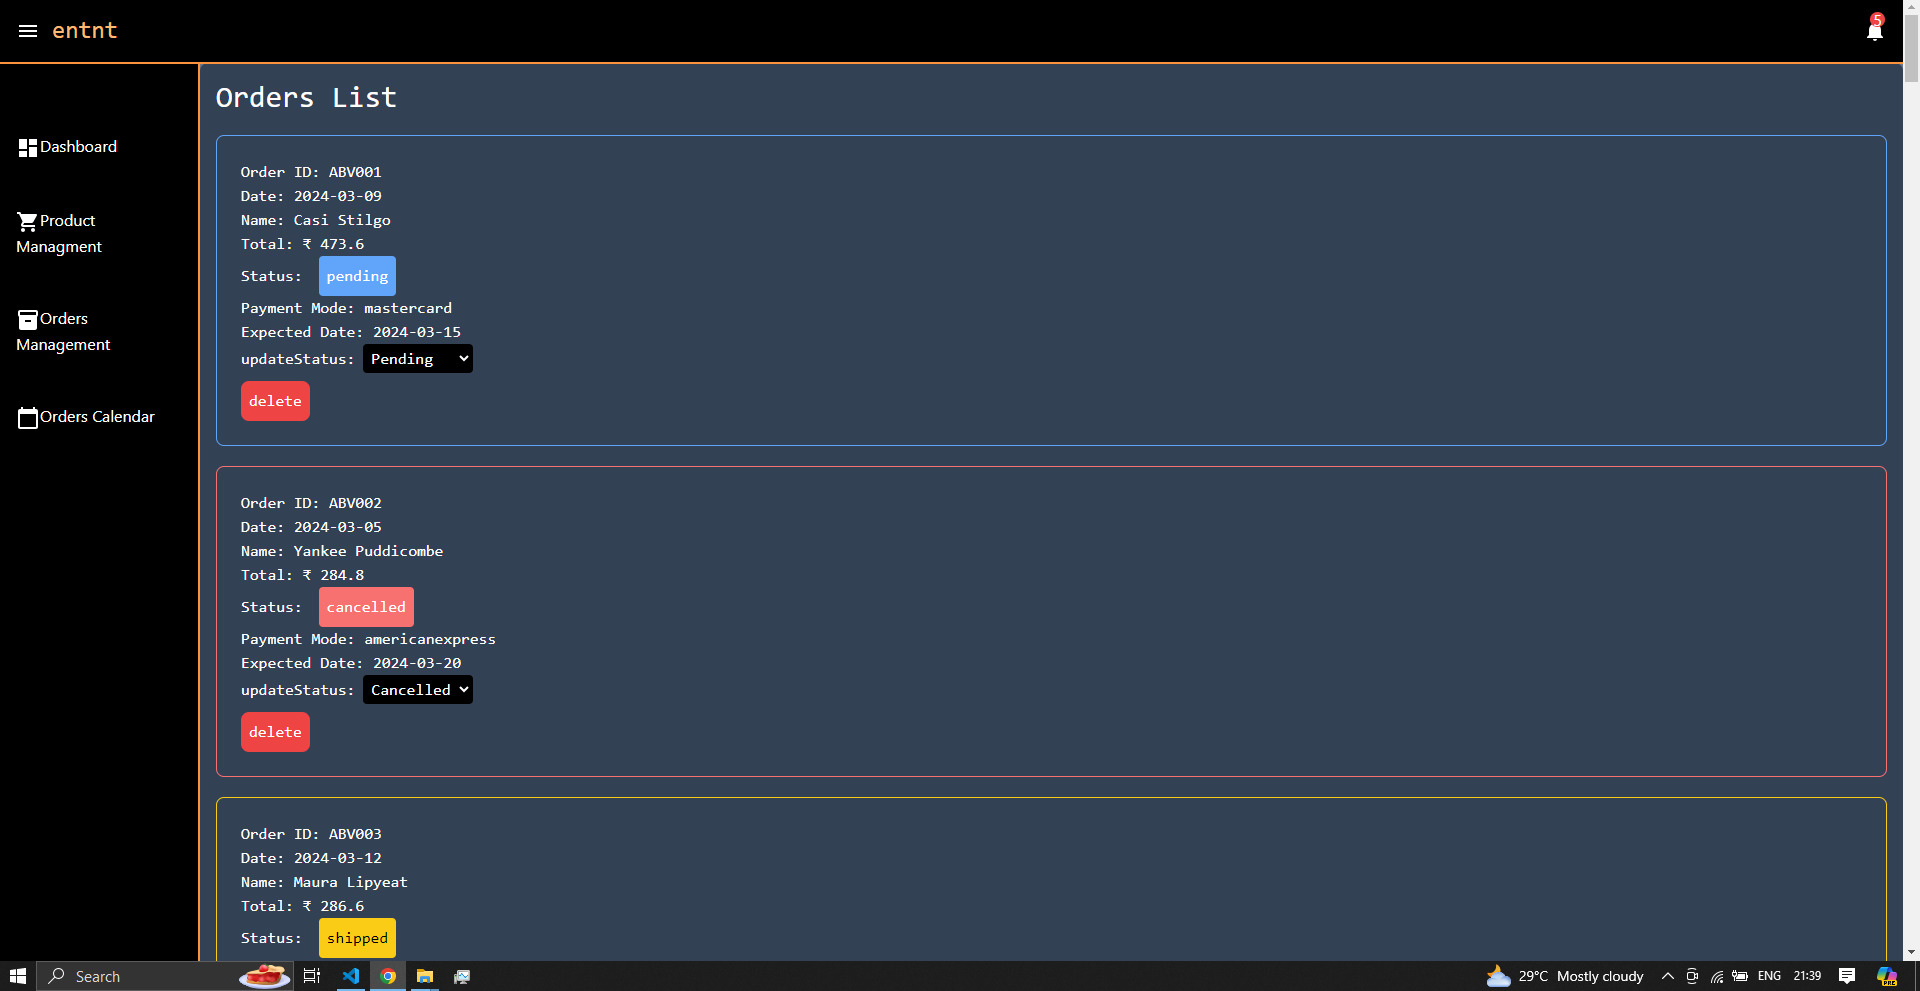 entnt
5
Dashboard
Product
Managment
Orders
Management
Orders Calendar
Orders List
Order ID: ABV001
Date: 2024-03-09
Name: Casi Stilgo
Total: ₹ 473.6
Status: pending
Payment Mode: mastercard
Expected Date: 2024-03-15
updateStatus: Pending
delete
Order ID: ABV002
Date: 2024-03-05
Name: Yankee Puddicombe
Total: ₹ 284.8
Status: cancelled
Payment Mode: americanexpress
Expected Date: 2024-03-20
updateStatus: Cancelled
delete
Order ID: ABV003
Date: 2024-03-12
Name: Maura Lipyeat
Total: ₹ 286.6
Status: shipped
Search
29°C Mostly cloudy
ENG
21:39
PRE